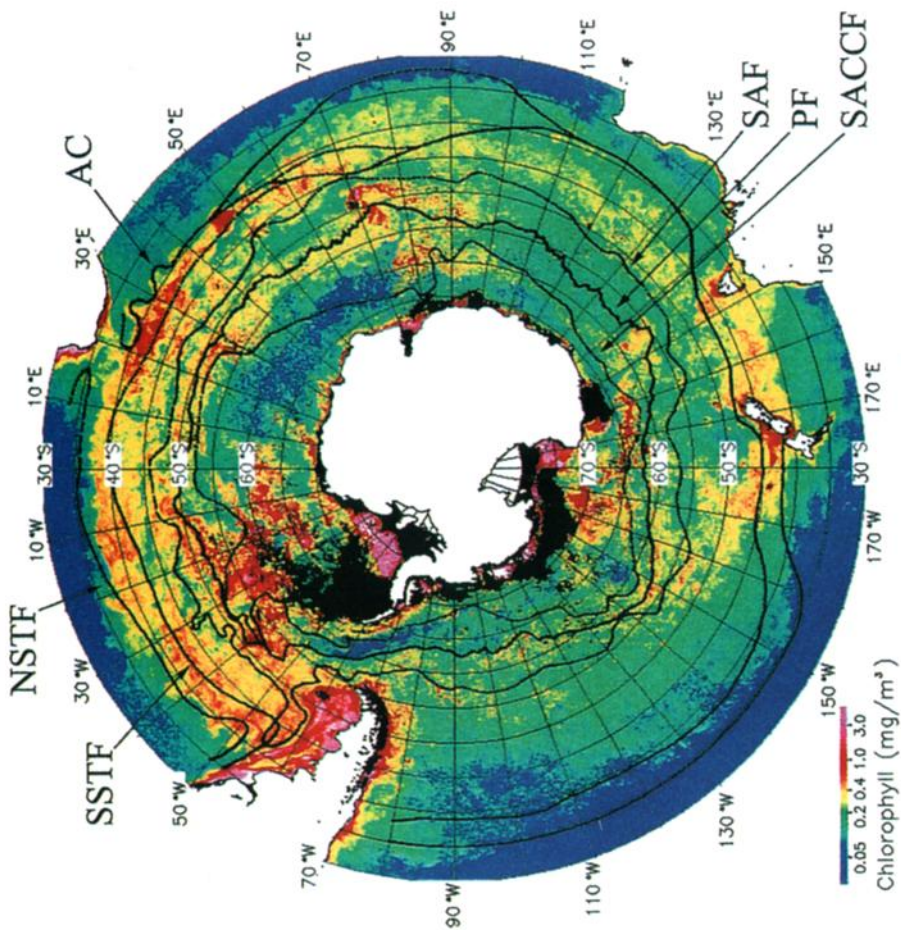 NSTF
SSTF
AC
SAF
PF
SACCF
10°E
30°E
50°E
70°E
90°E
110°E
130°E
150°E
170°E
30°S
170°W
150°W
130°W
110°W
90°W
70°W
50°W
30°W
10°W
30°S
40°S
50°S
60°S
70°S
60°S
50°S
0.05 0.2 0.4 1.0 3.0
Chlorophyll (mg/m³)